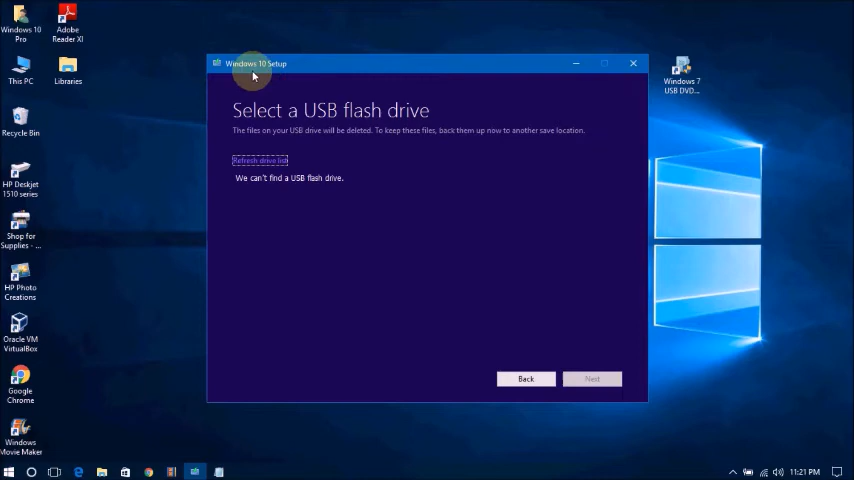 Windows 10
Pro
Adobe
Reader XI
This PC
Libraries
Recycle Bin
HP Deskjet
1510 series
Shop for
Supplies - ...
HP Photo
Creations
Oracle VM
VirtualBox
Google
Chrome
Windows
Movie Maker
Windows 10 Setup
Select a USB flash drive
The files on your USB drive will be deleted. To keep these files, back them up now to another save location.
Refresh drive list
We can't find a USB flash drive.
Back
Next
Windows 7
USB DVD...
11:21 PM